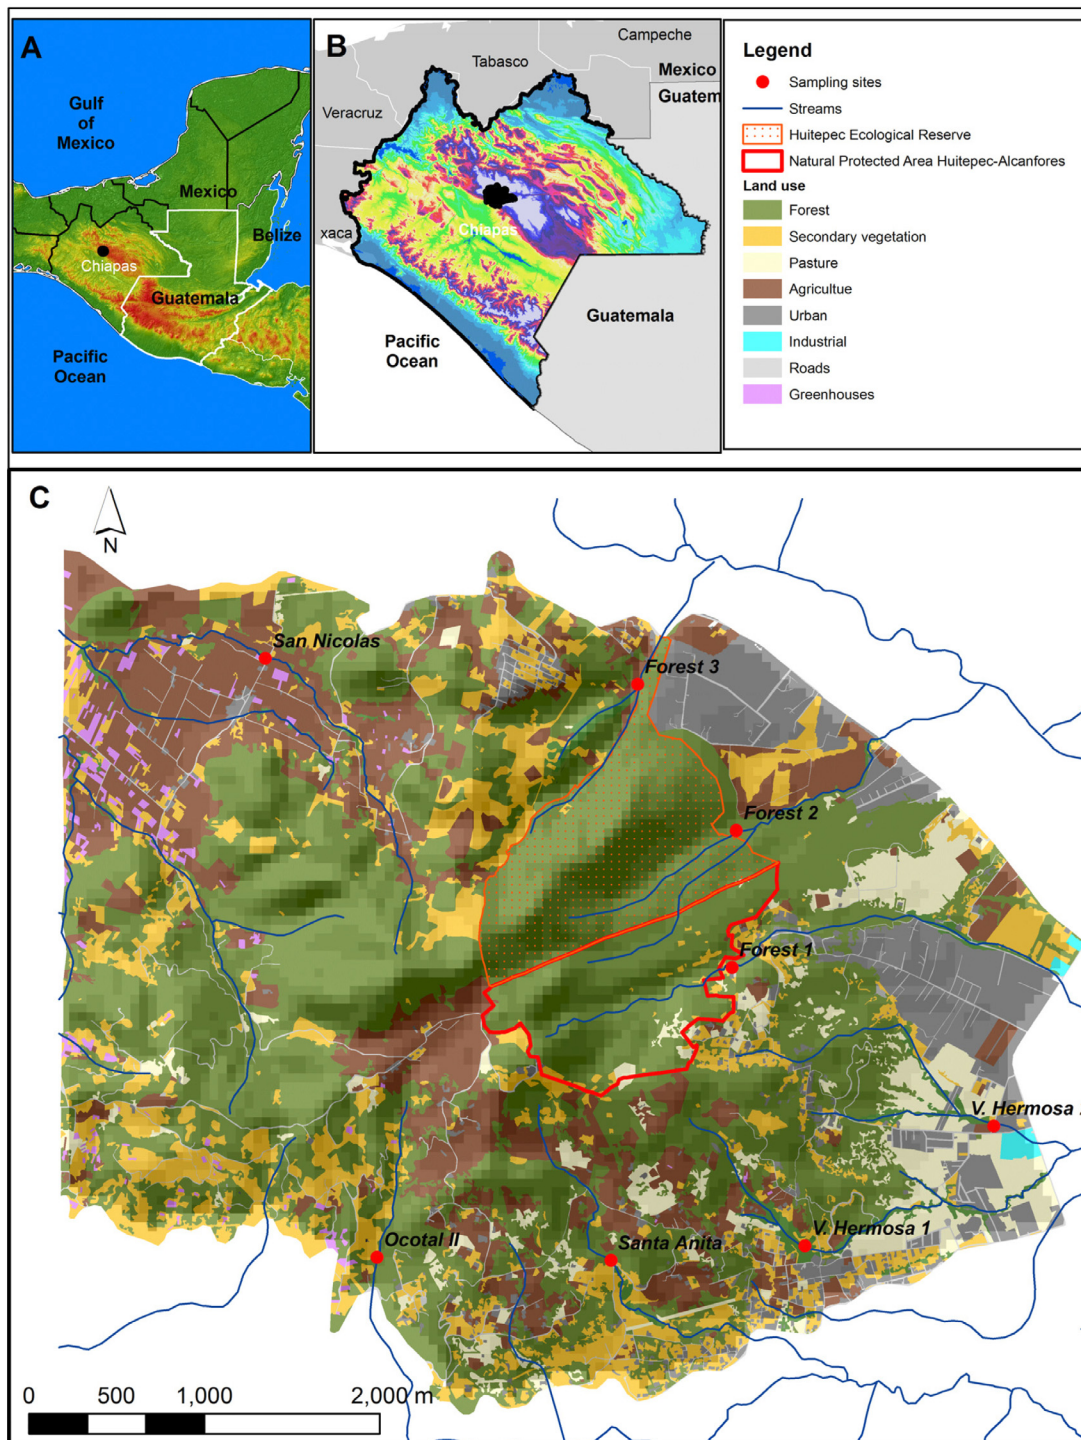 A
Gulf
of
Mexico
Mexico
Belize
Chiapas
Guatemala
Pacific
Ocean
B
Campeche
Tabasco
Mexico
Guatem
Veracruz
xaca
Chiapas
Guatemala
Pacific
Ocean
Legend
Sampling sites
Streams
Huitepec Ecological Reserve
Natural Protected Area Huitepec-Alcanfores
Land use
Forest
Secondary vegetation
Pasture
Agricultue
Urban
Industrial
Roads
Greenhouses
C
N
San Nicolas
Forest 3
Forest 2
Forest 1
V. Hermosa
V. Hermosa 1
Ocotal II
Santa Anita
0 500 1,000 2,000 m